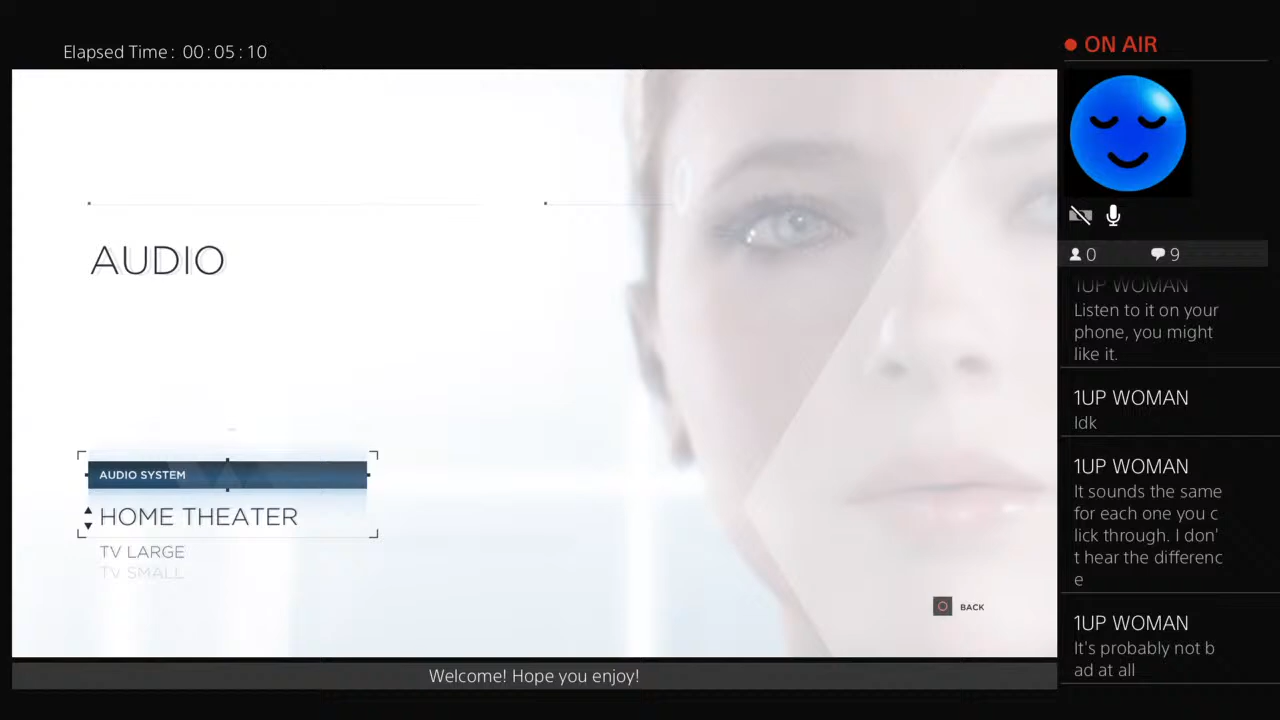 Elapsed Time: 00:05:10
ON AIR
0 9
AUDIO
AUDIO SYSTEM
HOME THEATER
TV LARGE
TV SMALL
BACK
Welcome! Hope you enjoy!
1UP WOMAN
Listen to it on your
phone, you might
like it.
1UP WOMAN
Idk
1UP WOMAN
It sounds the same
for each one you c
lick through. I don'
t hear the differenc
e
1UP WOMAN
It's probably not b
ad at all